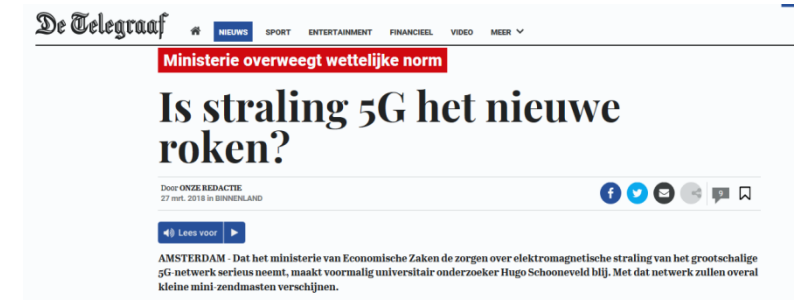 De Telegraaf
NIEUWS SPORT ENTERTAINMENT FINANCIEEL VIDEO MEER
Ministerie overweegt wettelijke norm
Is straling 5G het nieuwe
roken?
Door ONZE REDACTIE
27 mrt. 2018 in BINNENLAND
9
Lees voor
AMSTERDAM - Dat het ministerie van Economische Zaken de zorgen over elektromagnetische straling van het grootschalige
5G-netwerk serieus neemt, maakt voormalig universitair onderzoeker Hugo Schooneveld blij. Met dat netwerk zullen overal
kleine mini-zendmasten verschijnen.